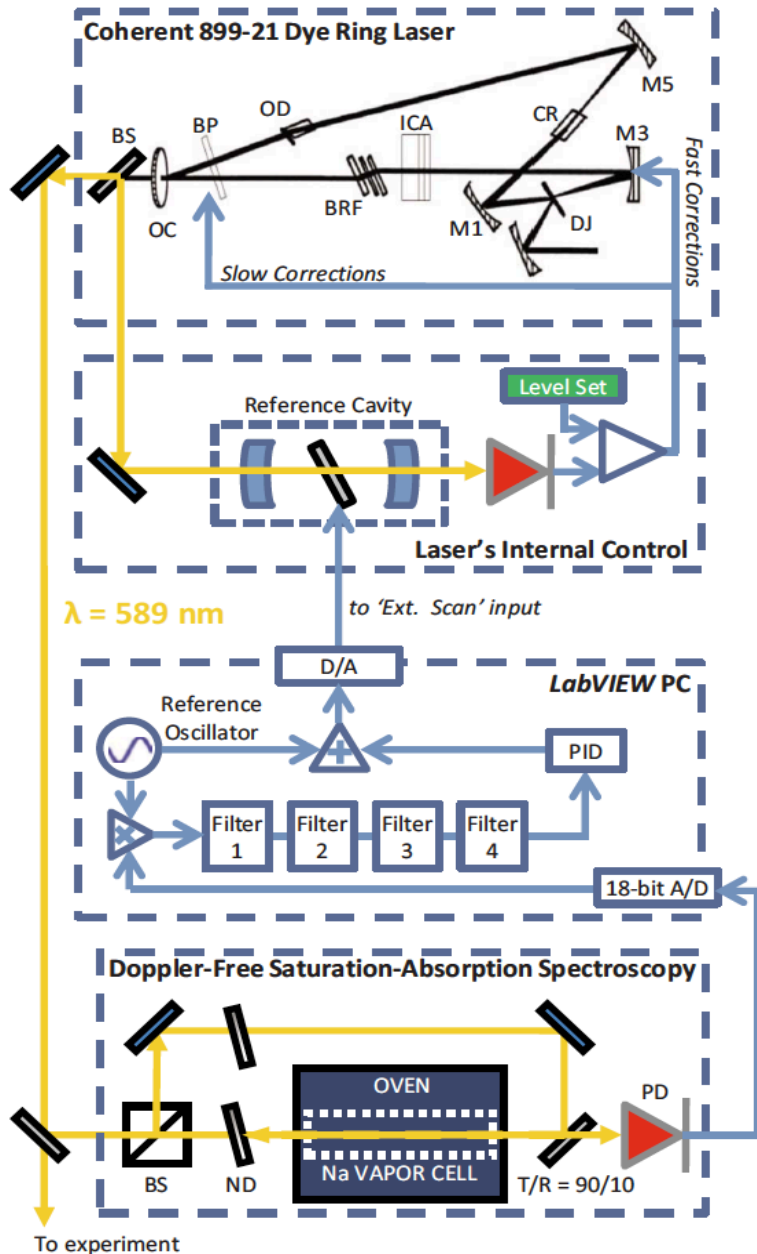 Coherent 899-21 Dye Ring Laser
M5
OD
BP
BS
ICA
CR
M3
OC
BRF
M1
DJ
Slow Corrections
Fast Corrections
Level Set
Reference Cavity
Laser's Internal Control
λ = 589 nm
to 'Ext. Scan' input
D/A
LabVIEW PC
Reference
Oscillator
+
PID
×
Filter
1
Filter
2
Filter
3
Filter
4
18-bit A/D
Doppler-Free Saturation-Absorption Spectroscopy
OVEN
PD
Na VAPOR CELL
BS
ND
T/R = 90/10
To experiment